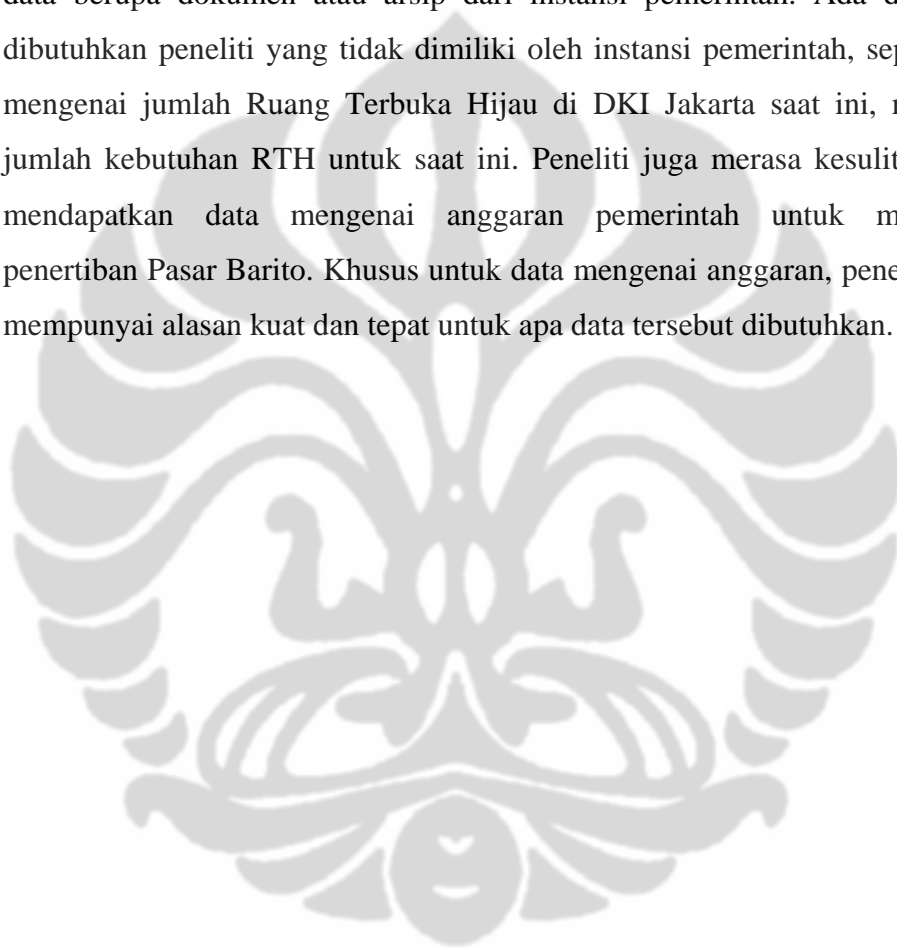 data berupa dokumen atau arsip dari instansi pemerintah. Ada d
dibutuhkan peneliti yang tidak dimiliki oleh instansi pemerintah, sep
mengenai jumlah Ruang Terbuka Hijau di DKI Jakarta saat ini, 
jumlah kebutuhan RTH untuk saat ini. Peneliti juga merasa kesulit
mendapatkan data mengenai anggaran pemerintah untuk m
penertiban Pasar Barito. Khusus untuk data mengenai anggaran, pene
mempunyai alasan kuat dan tepat untuk apa data tersebut dibutuhkan.